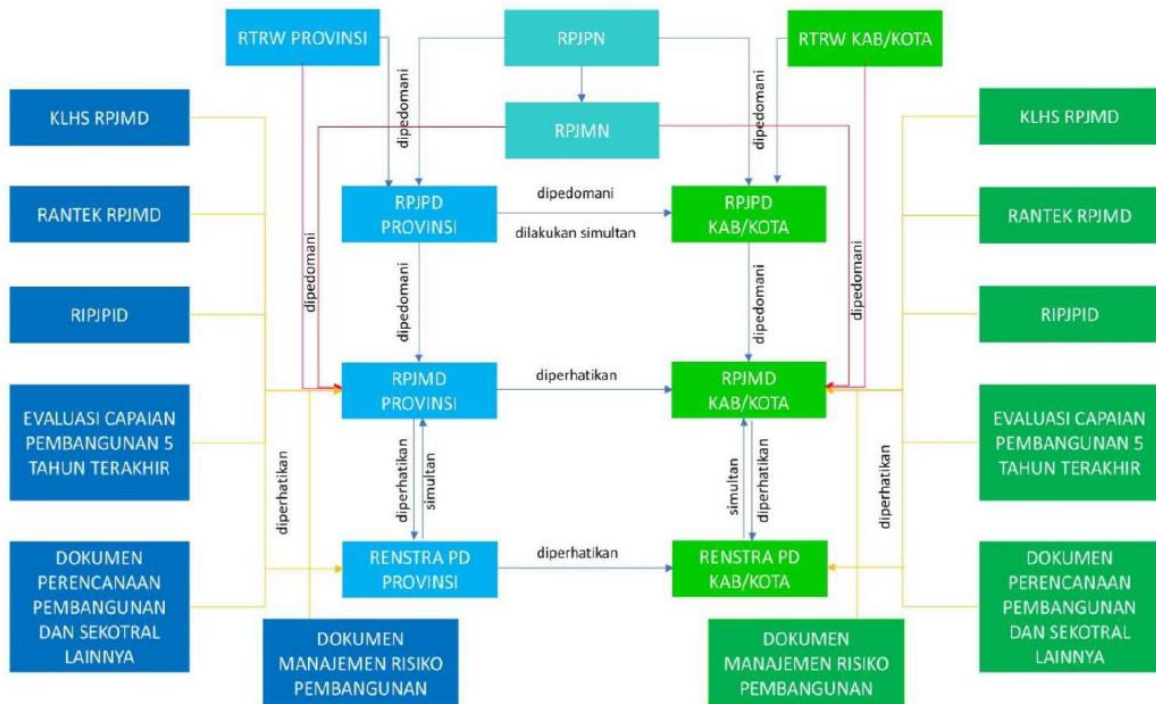 RTRW PROVINSI
RPJPN
RTRW KAB/KOTA
KLHS RPJMD
dipedomani
RPJMN
dipedomani
KLHS RPJMD
RANTEK RPJMD
RPJPD
PROVINSI
dipedomani
dilakukan simultan
RPJPD
KAB/KOTA
RANTEK RPJMD
dipedomani
dipedomani
dipedomani
dipedomani
RIPJPID
RIPJPID
RPJMD
PROVINSI
diperhatikan
RPJMD
KAB/KOTA
EVALUASI CAPAIAN
PEMBANGUNAN 5
TAHUN TERAKHIR
EVALUASI CAPAIAN
PEMBANGUNAN 5
TAHUN TERAKHIR
diperhatikan
diperhatikan
simultan
simultan
diperhatikan
diperhatikan
RENSTRA PD
PROVINSI
diperhatikan
RENSTRA PD
KAB/KOTA
DOKUMEN
PERENCANAAN
PEMBANGUNAN
DAN SEKOTRAL
LAINNYA
DOKUMEN
PERENCANAAN
PEMBANGUNAN
DAN SEKOTRAL
LAINNYA
DOKUMEN
MANAJEMEN RISIKO
PEMBANGUNAN
DOKUMEN
MANAJEMEN RISIKO
PEMBANGUNAN